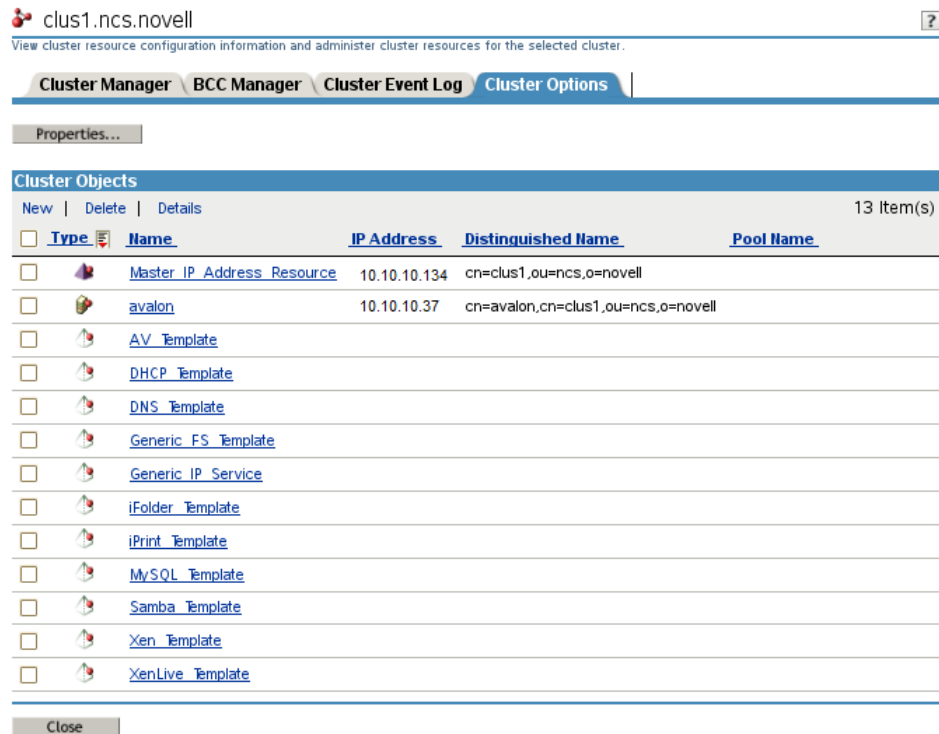 clus1.ncs.novell
?
View cluster resource configuration information and administer cluster resources for the selected cluster.
Cluster Manager BCC Manager Cluster Event Log Cluster Options
Properties...
Cluster Objects
New | Delete | Details 13 Item(s)
Type Name IP Address Distinguished Name Pool Name
Master_IP_Address_Resource 10.10.10.134 cn=clus1,ou=ncs,o=novell
avalon 10.10.10.37 cn=avalon,cn=clus1,ou=ncs,o=novell
AV_Template
DHCP_Template
DNS_Template
Generic_FS_Template
Generic_IP_Service
iFolder_Template
iPrint_Template
MySQL_Template
Samba_Template
Xen_Template
XenLive_Template
Close